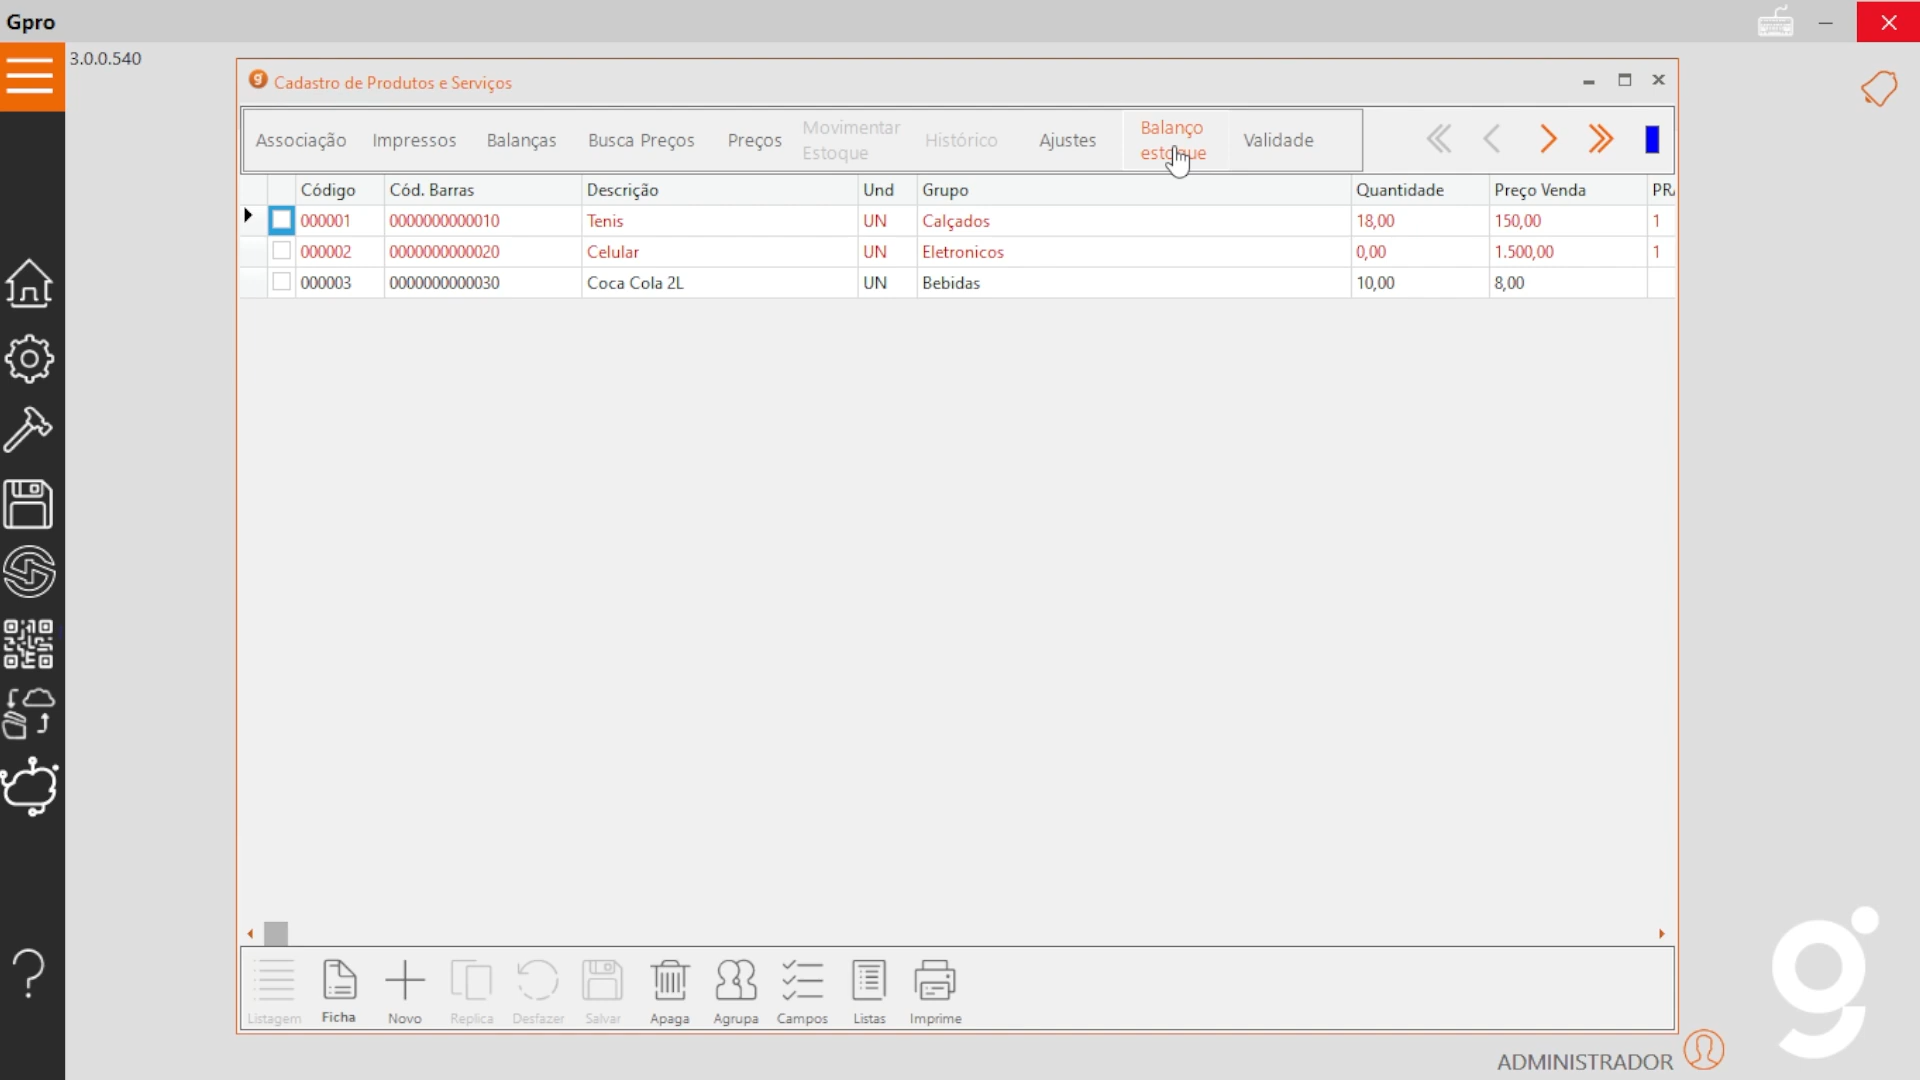 Gpro
3.0.0.540
Cadastro de Produtos e Serviços
Associação Impressos Balanças Busca Preços Preços Movimentar Estoque Histórico Ajustes Balanço estoque Validade
Código Cód. Barras Descrição Und Grupo Quantidade Preço Venda
000001 0000000000010 Tenis UN Calçados 18,00 150,00 1
000002 0000000000020 Celular UN Eletronicos 0,00 1.500,00 1
000003 0000000000030 Coca Cola 2L UN Bebidas 10,00 8,00
Listagem Ficha Novo Replica Desfazer Salvar Apaga Agrupa Campos Listas Imprime
ADMINISTRADOR